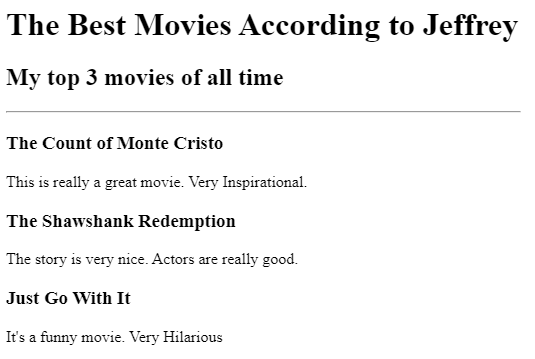 The Best Movies According to Jeffrey
My top 3 movies of all time
The Count of Monte Cristo
This is really a great movie. Very Inspirational.
The Shawshank Redemption
The story is very nice. Actors are really good.
Just Go With It
It's a funny movie. Very Hilarious